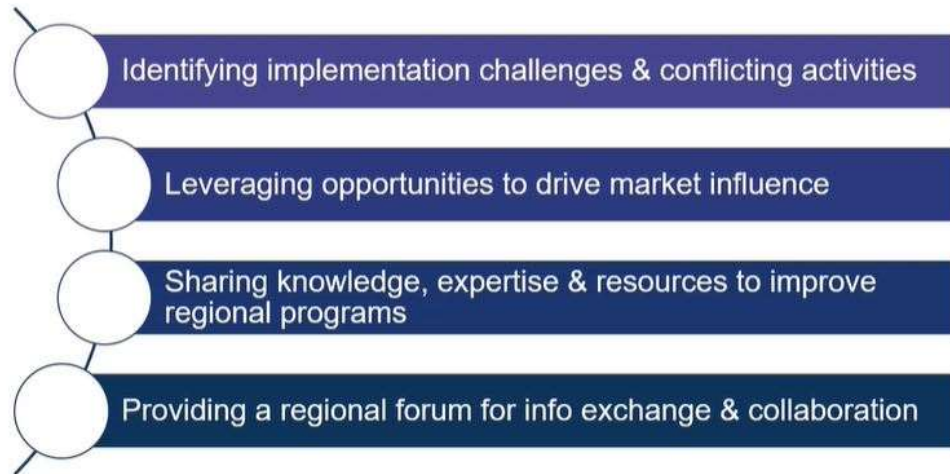 Identifying implementation challenges & conflicting activities
Leveraging opportunities to drive market influence
Sharing knowledge, expertise & resources to improve
regional programs
Providing a regional forum for info exchange & collaboration